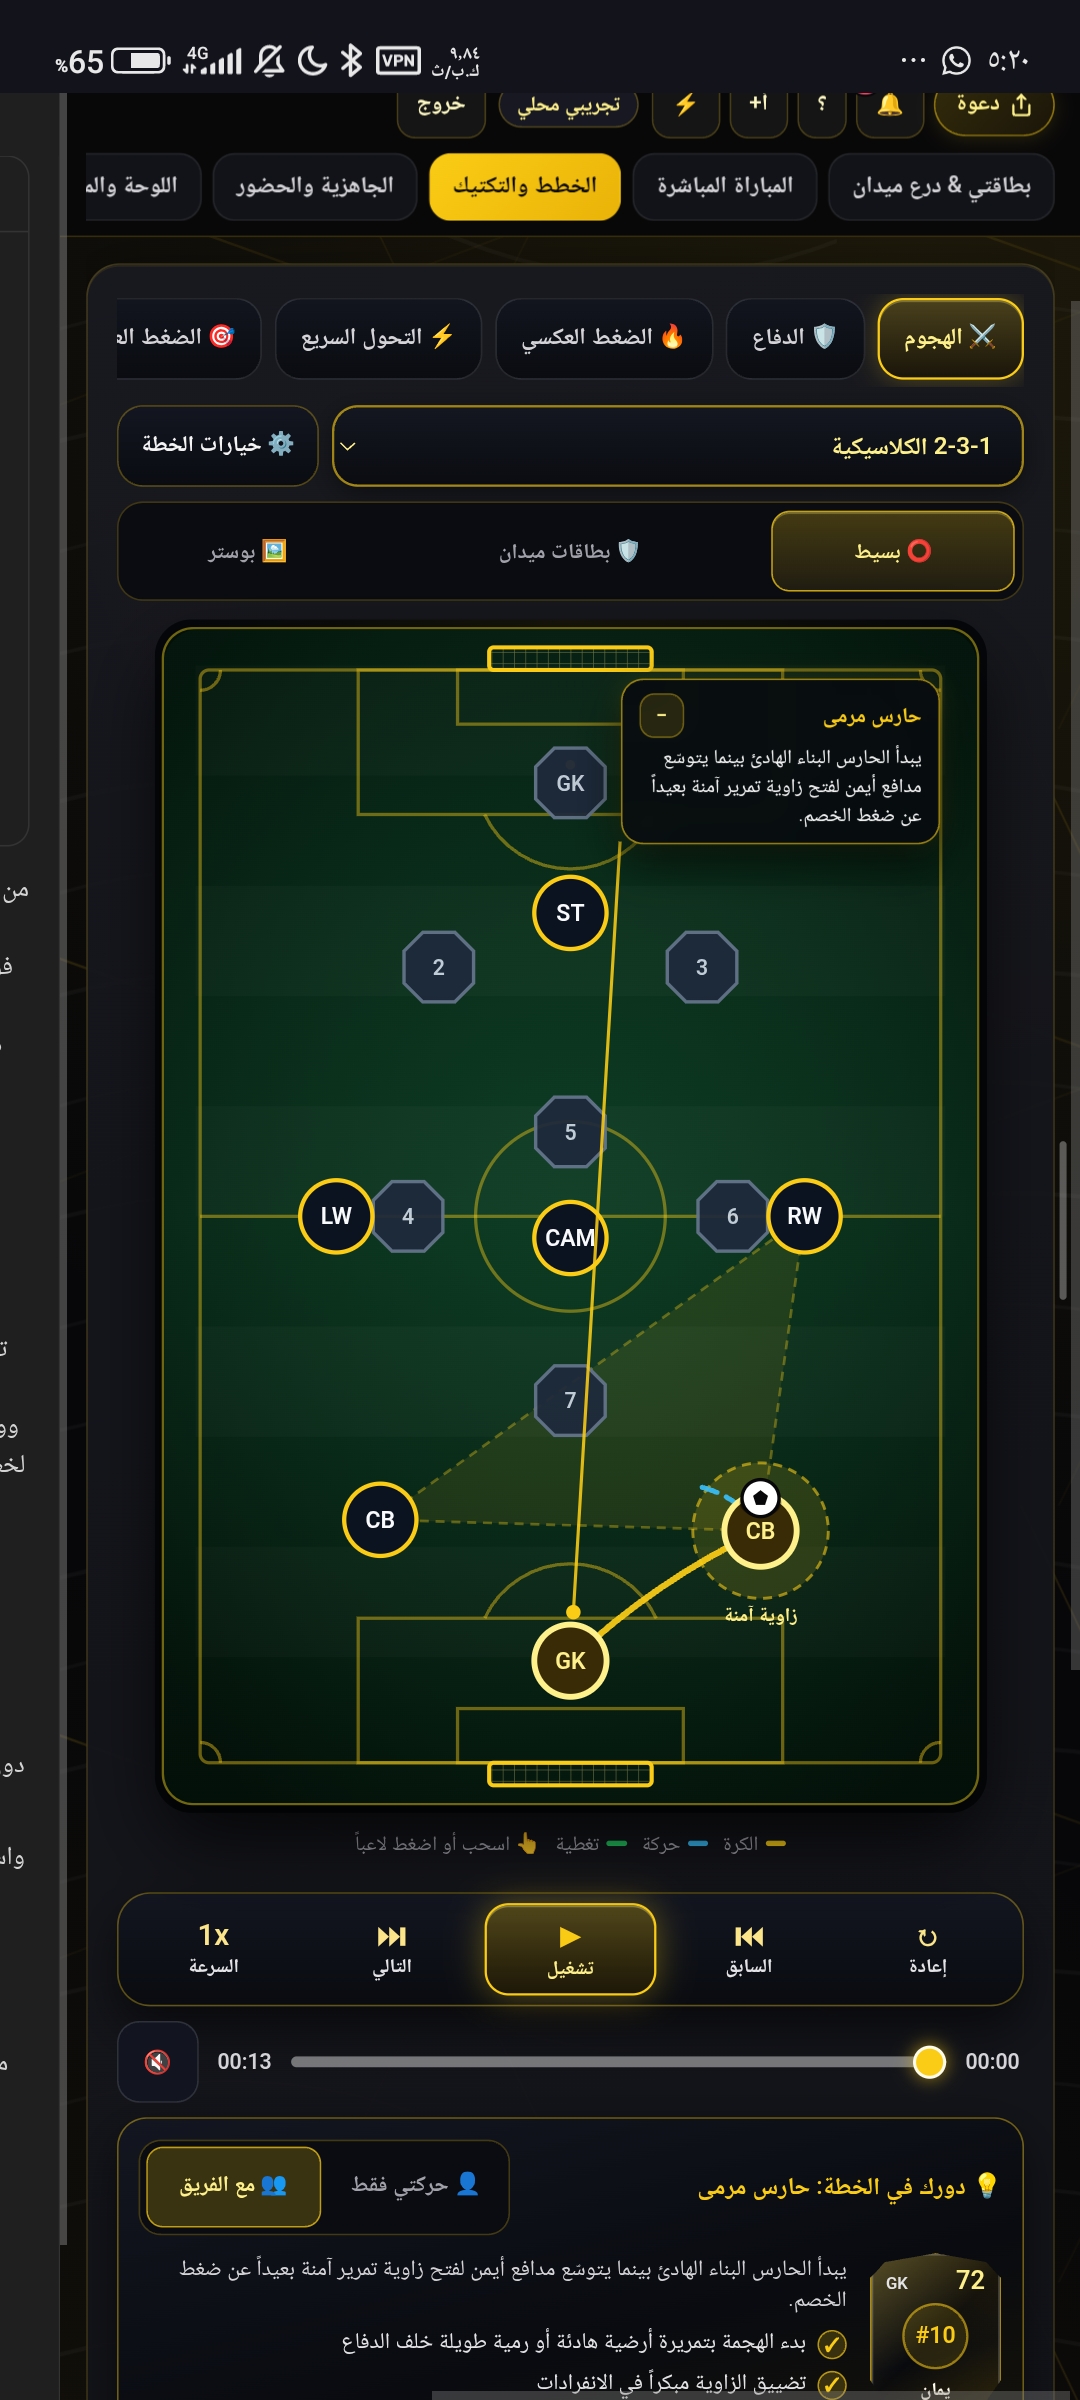 ٥:٢٠
...
٩,٨٤ ك.ب/ث
VPN
4G
%65
دعوة
؟
أ+
تجريبي محلي
خروج
بطاقتي & درع ميدان
المباراة المباشرة
الخطط والتكتيك
الجاهزية والحضور
اللوحة والم
الهجوم
الدفاع
الضغط العكسي
التحول السريع
الضغط الع
2-3-1 الكلاسيكية
خيارات الخطة
بسيط
بطاقات ميدان
بوستر
حارس مرمى
−
يبدأ الحارس البناء الهادئ بينما يتوسّع
مدافع أيمن لفتح زاوية تمرير آمنة بعيداً
عن ضغط الخصم.
GK
ST
2
3
5
LW
4
CAM
6
RW
7
CB
CB
زاوية آمنة
GK
الكرة
حركة
تغطية
اسحب أو اضغط لاعباً
إعادة
السابق
تشغيل
التالي
1x
السرعة
00:00
00:13
دورك في الخطة: حارس مرمى
حركتي فقط
مع الفريق
72
GK
#10
يمان
يبدأ الحارس البناء الهادئ بينما يتوسّع مدافع أيمن لفتح زاوية تمرير آمنة بعيداً عن ضغط
الخصم.
بدء الهجمة بتمريرة أرضية هادئة أو رمية طويلة خلف الدفاع
تضييق الزاوية مبكراً في الانفرادات
من
دور